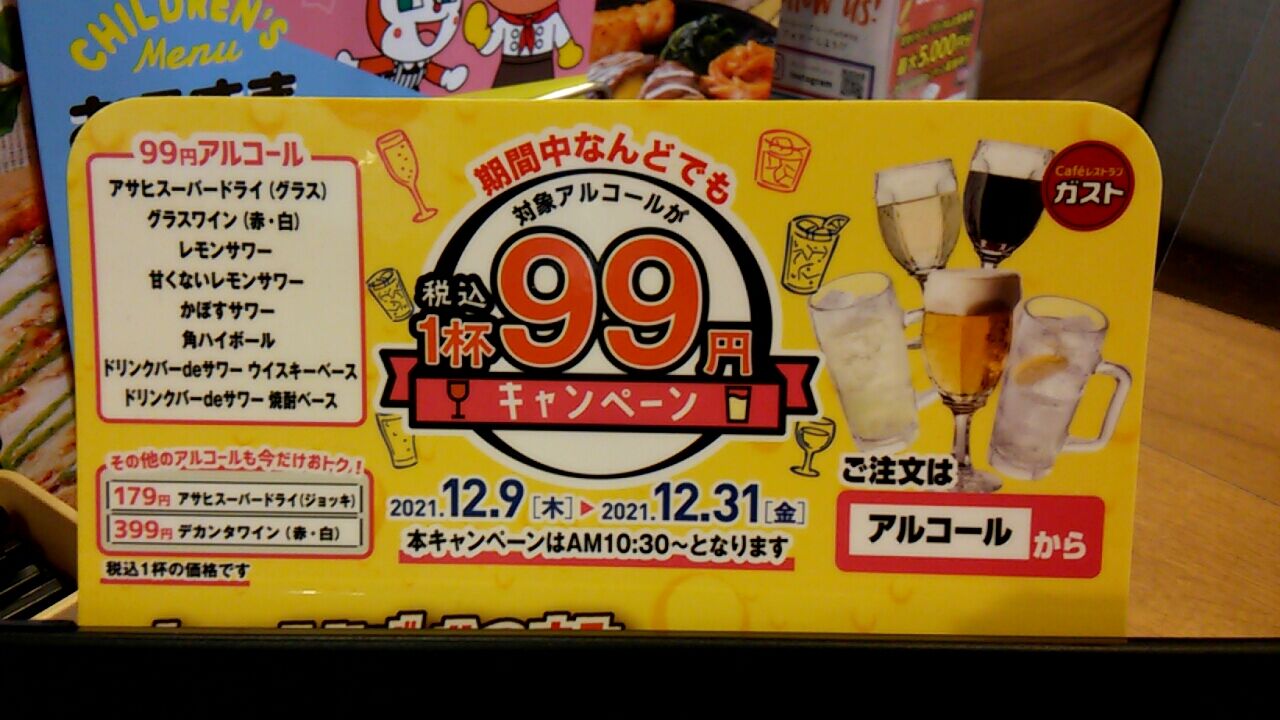 CHILDREN'S
Menu
99円アルコール
アサヒスーパードライ(グラス)
グラスワイン(赤・白)
レモンサワー
甘くないレモンサワー
かぼすサワー
角ハイボール
ドリンクバーdeサワー ウイスキーベース
ドリンクバーdeサワー 焼酎ベース
その他のアルコールも今だけおトク!
179円 アサヒスーパードライ(ジョッキ)
399円 デカンタワイン(赤・白)
税込1杯の価格です
期間中なんどでも
対象アルコールが
税込
1杯 99円
キャンペーン
2021.12.9[木]▶2021.12.31[金]
本キャンペーンはAM10:30~となります
Caféレストラン
ガスト
ご注文は
アルコール から
US!
Instagram
最大5,000